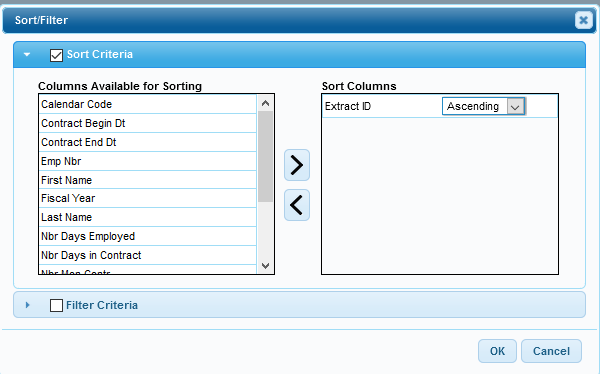 Sort/Filter
Sort Criteria
Columns Available for Sorting
Calendar Code
Contract Begin Dt
Contract End Dt
Emp Nbr
First Name
Fiscal Year
Last Name
Nbr Days Employed
Nbr Days in Contract
Nbr Mon Contr
Sort Columns
Extract ID Ascending
Filter Criteria
OK Cancel